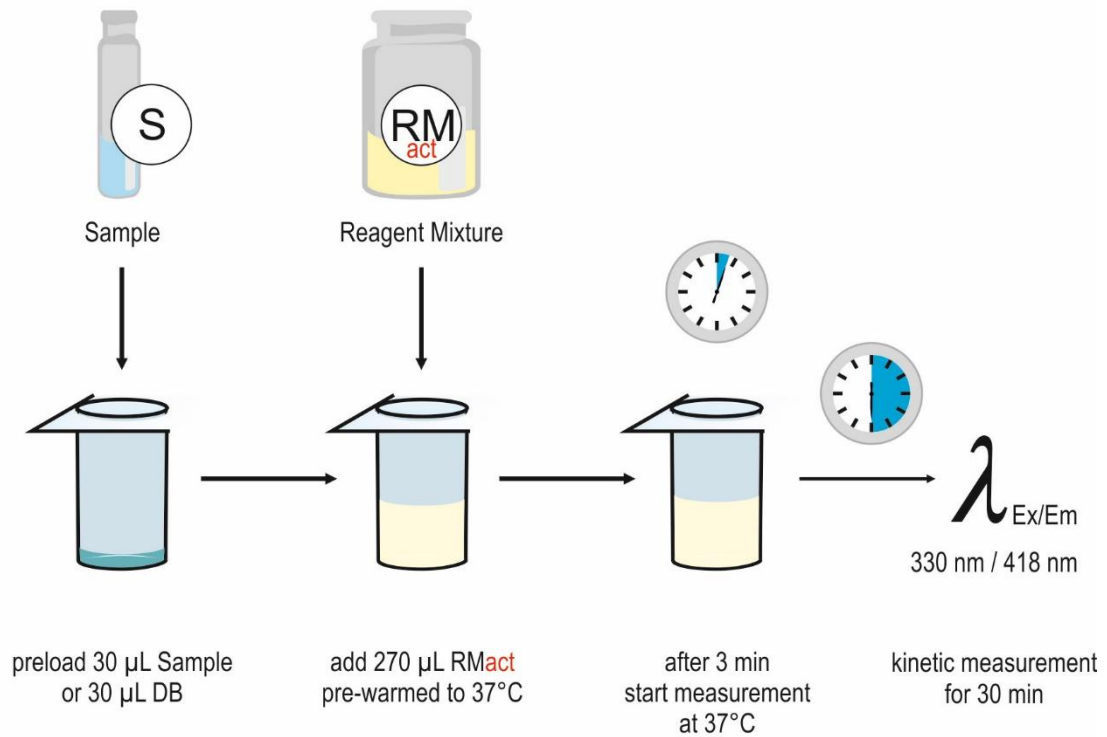 S
RM
act
Sample
Reagent Mixture
λ Ex/Em
330 nm / 418 nm
preload 30 µL Sample
or 30 µL DB
add 270 µL RMact
pre-warmed to 37°C
after 3 min
start measurement
at 37°C
kinetic measurement
for 30 min